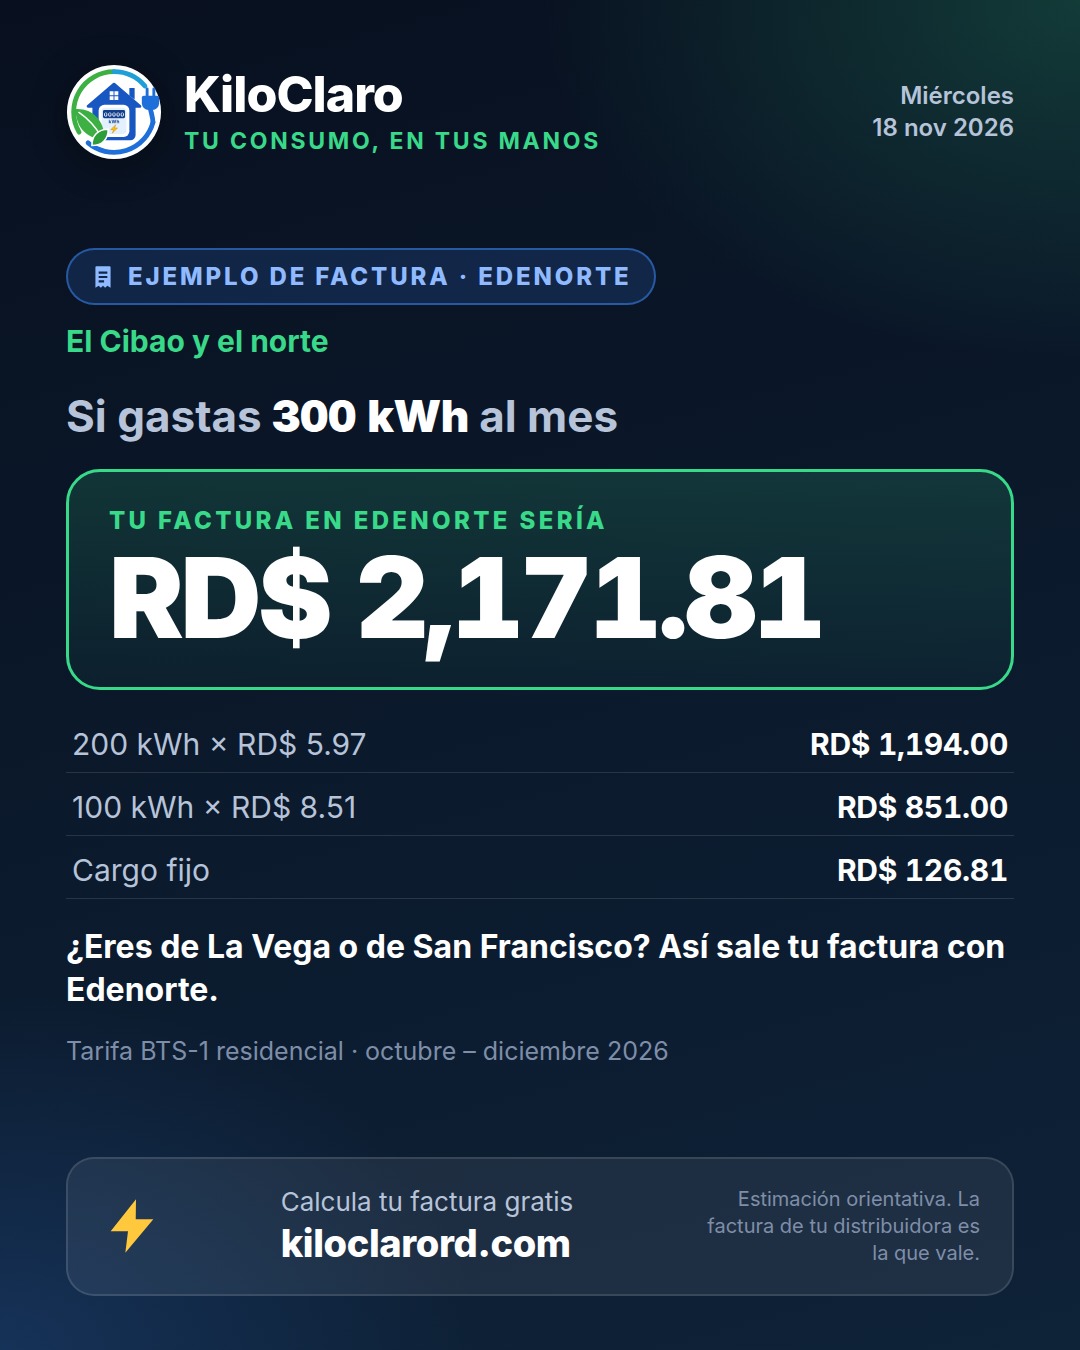 KiloClaro
TU CONSUMO, EN TUS MANOS
Miércoles
18 nov 2026
EJEMPLO DE FACTURA · EDENORTE
El Cibao y el norte
Si gastas 300 kWh al mes
TU FACTURA EN EDENORTE SERÍA
RD$ 2,171.81
200 kWh × RD$ 5.97 RD$ 1,194.00
100 kWh × RD$ 8.51 RD$ 851.00
Cargo fijo RD$ 126.81
¿Eres de La Vega o de San Francisco? Así sale tu factura con
Edenorte.
Tarifa BTS-1 residencial · octubre – diciembre 2026
Calcula tu factura gratis
kiloclarord.com
Estimación orientativa. La
factura de tu distribuidora es
la que vale.